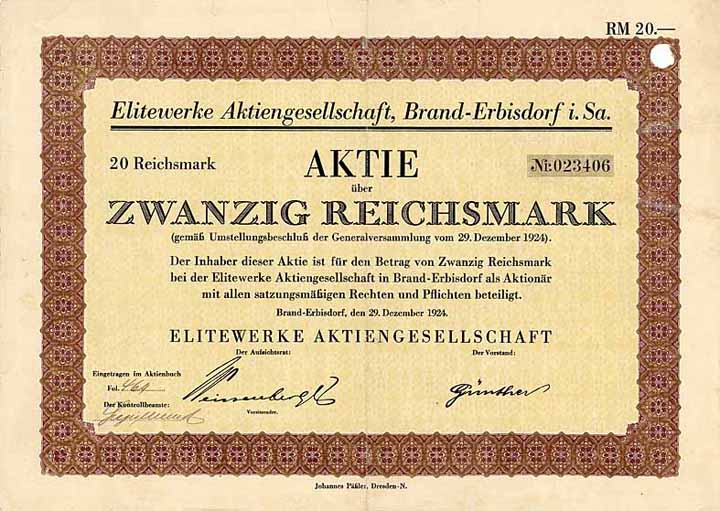 RM 20.—
Elitewerke Aktiengesellschaft, Brand-Erbisdorf i. Sa.
20 Reichsmark
AKTIE
№ 023406
über
ZWANZIG REICHSMARK
(gemäß Umstellungsbeschluß der Generalversammlung vom 29. Dezember 1924).
Der Inhaber dieser Aktie ist für den Betrag von Zwanzig Reichsmark
bei der Elitewerke Aktiengesellschaft in Brand-Erbisdorf als Aktionär
mit allen satzungsmäßigen Rechten und Pflichten beteiligt.
Brand-Erbisdorf, den 29. Dezember 1924.
ELITEWERKE AKTIENGESELLSCHAFT
Der Aufsichtsrat:
Der Vorstand:
Eingetragen im Aktienbuch
Fol.
Der Kontrollbeamte:
Vorsitzender.
Günther
Johannes Päßler, Dresden-N.